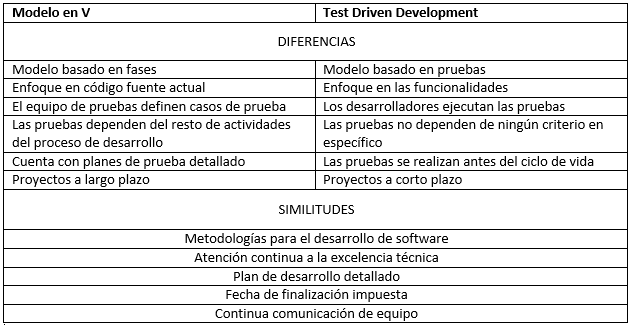 Modelo en V
Test Driven Development
DIFERENCIAS
Modelo basado en fases
Modelo basado en pruebas
Enfoque en código fuente actual
Enfoque en las funcionalidades
El equipo de pruebas definen casos de prueba
Los desarrolladores ejecutan las pruebas
Las pruebas dependen del resto de actividades
del proceso de desarrollo
Las pruebas no dependen de ningún criterio en
específico
Cuenta con planes de prueba detallado
Las pruebas se realizan antes del ciclo de vida
Proyectos a largo plazo
Proyectos a corto plazo
SIMILITUDES
Metodologías para el desarrollo de software
Atención continua a la excelencia técnica
Plan de desarrollo detallado
Fecha de finalización impuesta
Continua comunicación de equipo